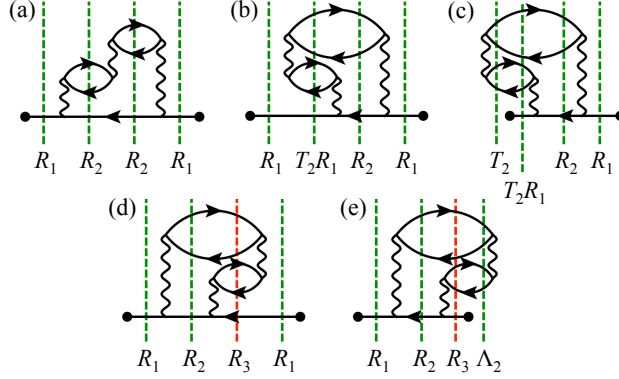 (a) (b) (c)
R₁ R₂ R₂ R₁ R₁ T₂R₁ R₂ R₁ T₂ R₂ R₁
T₂R₁
(d) (e)
R₁ R₂ R₃ R₁ R₁ R₂ R₃ Λ₂